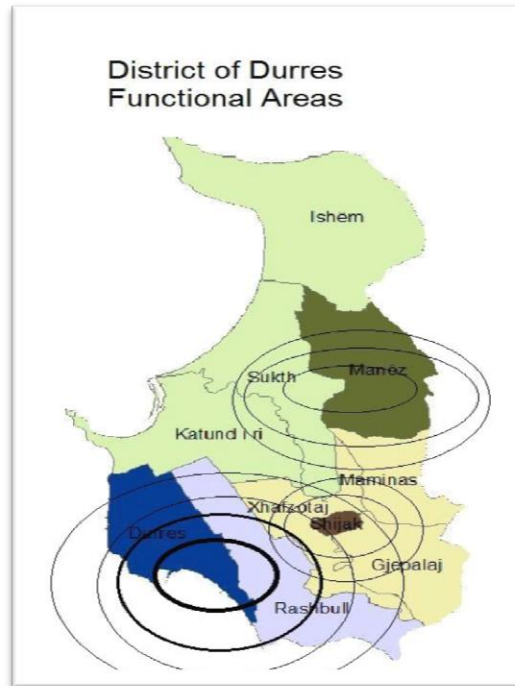 District of Durres
Functional Areas
Ishem
Manëz
Sukth
Katund i ri
Maminas
Xhafzotaj
Shijak
Durres
Gjepalaj
Rashbull